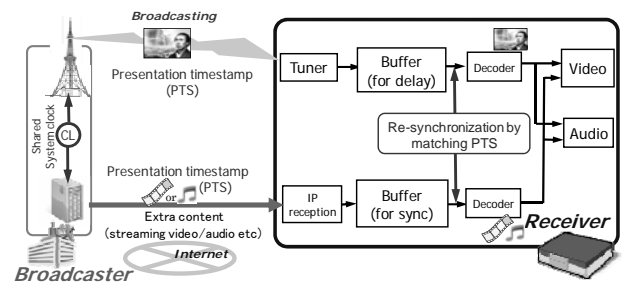 Broadcasting
Presentation timestamp
(PTS)
Shared
System clock
CL
Presentation timestamp
(PTS)
or
Extra content
(streaming video/audio etc)
Internet
Broadcaster
Tuner
Buffer
(for delay)
Decoder
Video
Audio
Re-synchronization by
matching PTS
IP
reception
Buffer
(for sync)
Decoder
Receiver